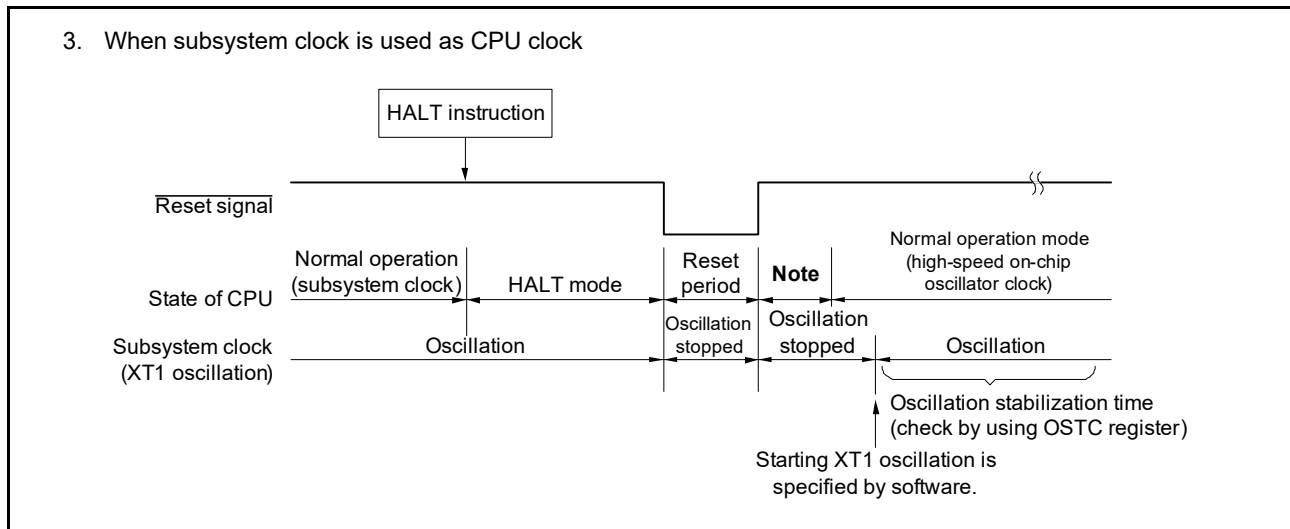 3. When subsystem clock is used as CPU clock
HALT instruction
Reset signal
Normal operation
(subsystem clock)
HALT mode
Reset
period
Note
Normal operation mode
(high-speed on-chip
oscillator clock)
State of CPU
Subsystem clock
(XT1 oscillation)
Oscillation
Oscillation
stopped
Oscillation
stopped
Oscillation
Oscillation stabilization time
(check by using OSTC register)
Starting XT1 oscillation is
specified by software.